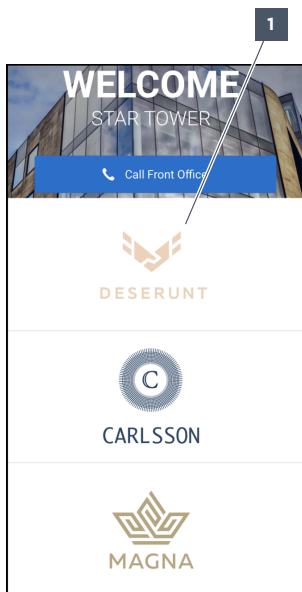 1
WELCOME
STAR TOWER
Call Front Office
DESERUNT
C
CARLSSON
MAGNA